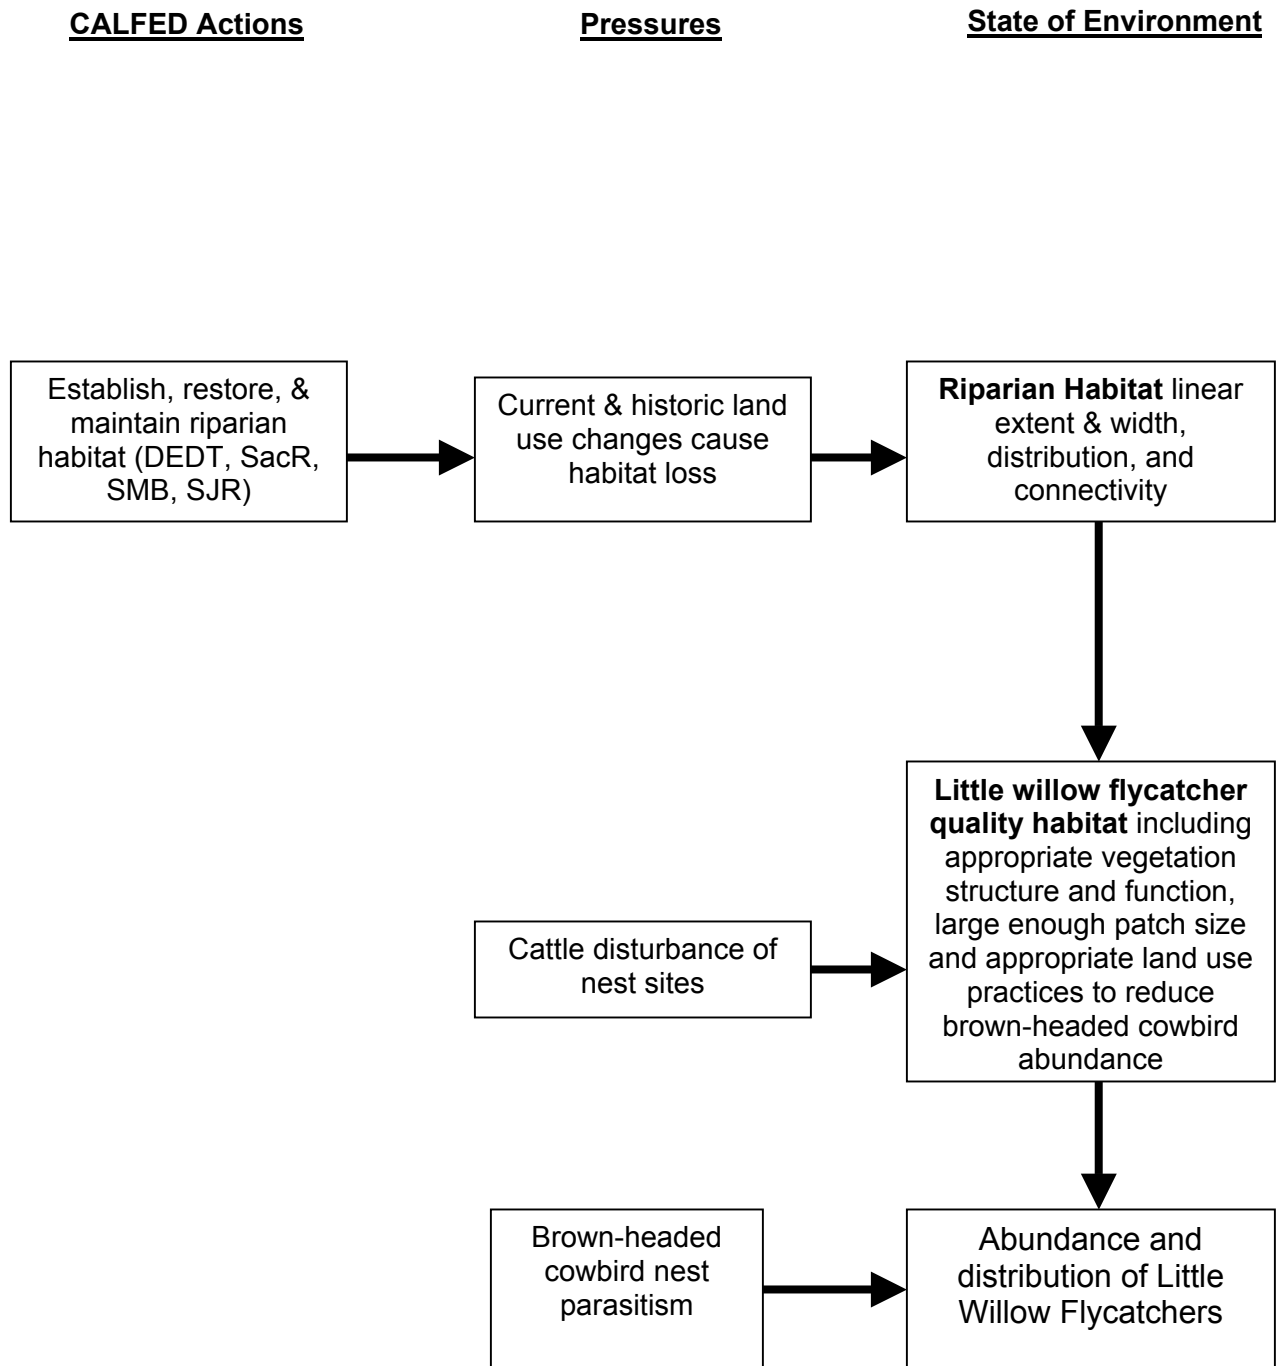 CALFED Actions
Pressures
State of Environment
Establish, restore, &
maintain riparian
habitat (DEDT, SacR,
SMB, SJR)
Current & historic land
use changes cause
habitat loss
Riparian Habitat linear
extent & width,
distribution, and
connectivity
Little willow flycatcher
quality habitat including
appropriate vegetation
structure and function,
large enough patch size
and appropriate land use
practices to reduce
brown-headed cowbird
abundance
Cattle disturbance of
nest sites
Brown-headed
cowbird nest
parasitism
Abundance and
distribution of Little
Willow Flycatchers